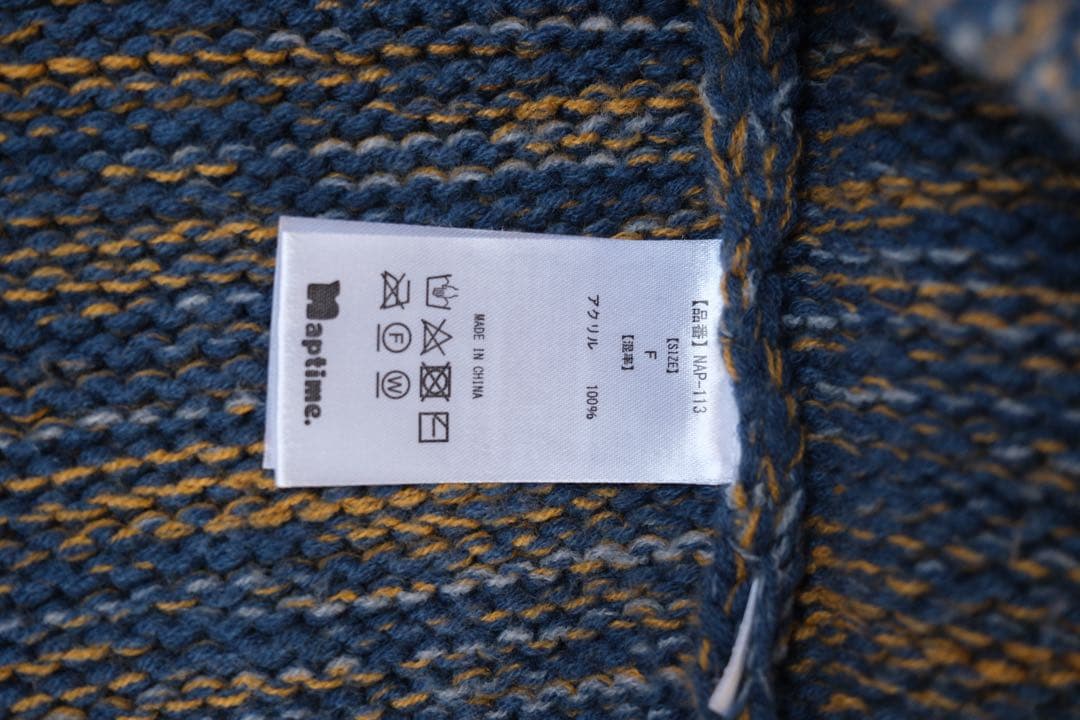 【品番】NAP-113
【SIZE】
F
【混率】
アクリル 100%
MADE IN CHINA
F
W
Naptime.